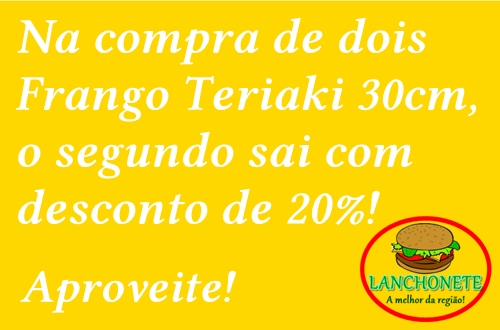 Na compra de dois
Frango Teriaki 30cm,
o segundo sai com
desconto de 20%!
Aproveite!
LANCHONETE
A melhor da região!